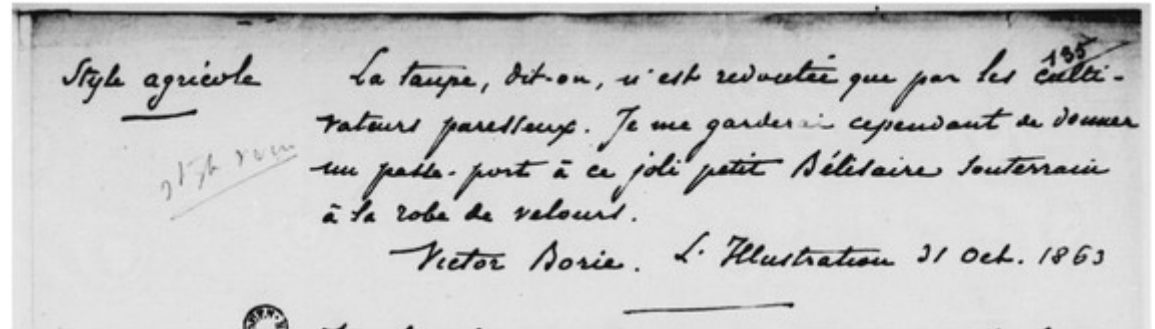 135
Style agricole La taupe, dit-on, n'est redoutée que par les culti-
vateurs paresseux. Je me garderai cependant de donner
un passe-port à ce joli petit Bélisaire souterrain
à sa robe de velours.
Victor Borie. L'Illustration 31 Oct. 1863